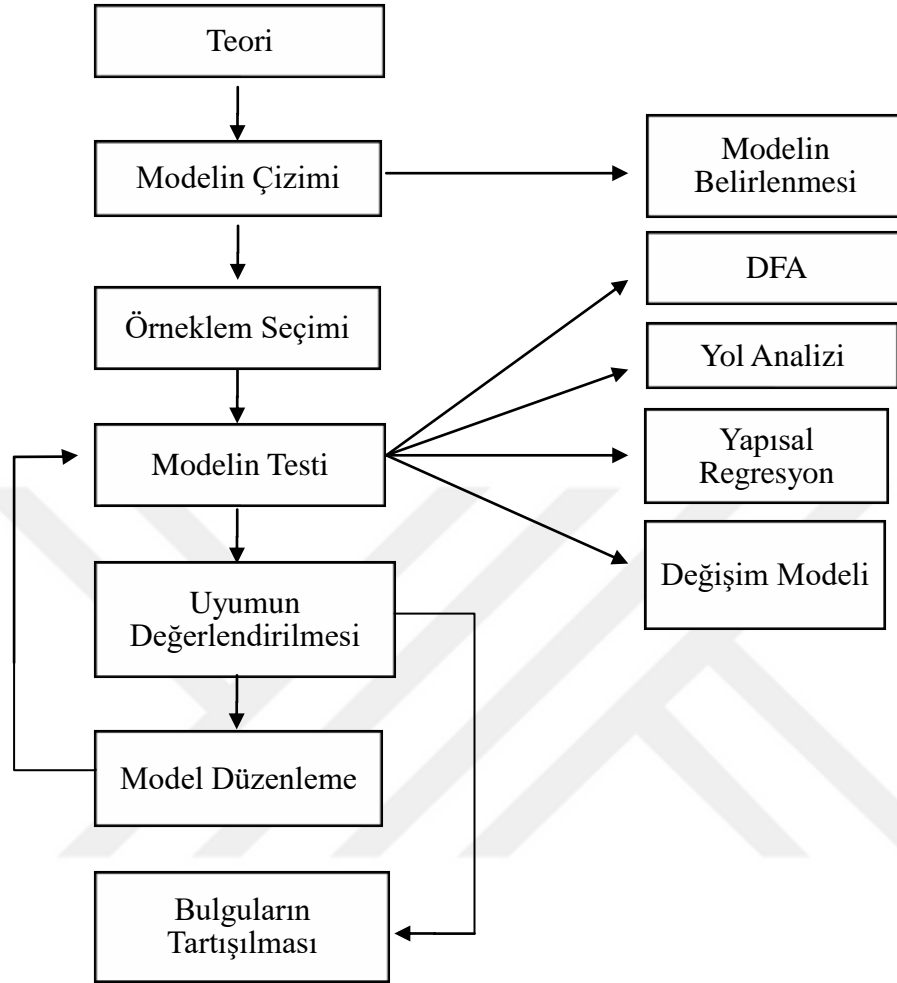 Teori
Modelin Çizimi
Modelin
Belirlenmesi
DFA
Örneklem Seçimi
Yol Analizi
Modelin Testi
Yapısal
Regresyon
Değişim Modeli
Uyumun
Değerlendirilmesi
Model Düzenleme
Bulguların
Tartışılması